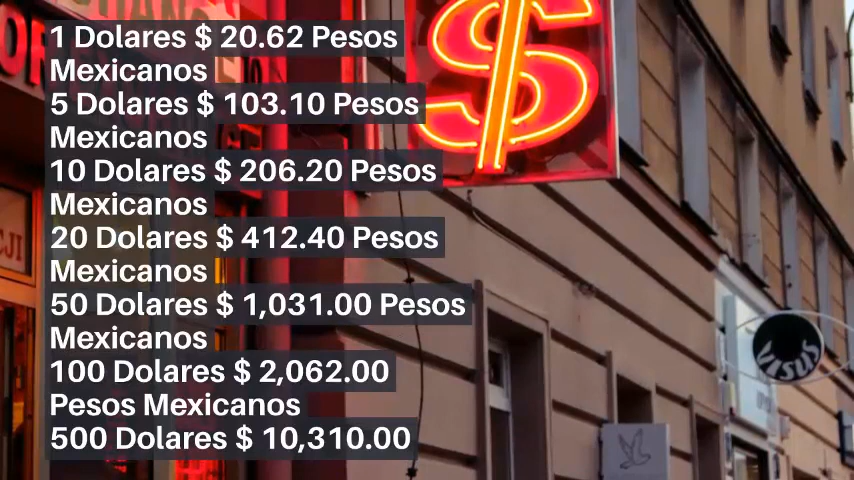 1 Dolares $ 20.62 Pesos
Mexicanos
5 Dolares $ 103.10 Pesos
Mexicanos
10 Dolares $ 206.20 Pesos
Mexicanos
20 Dolares $ 412.40 Pesos
Mexicanos
50 Dolares $ 1,031.00 Pesos
Mexicanos
100 Dolares $ 2,062.00
Pesos Mexicanos
500 Dolares $ 10,310.00
$
VISUS